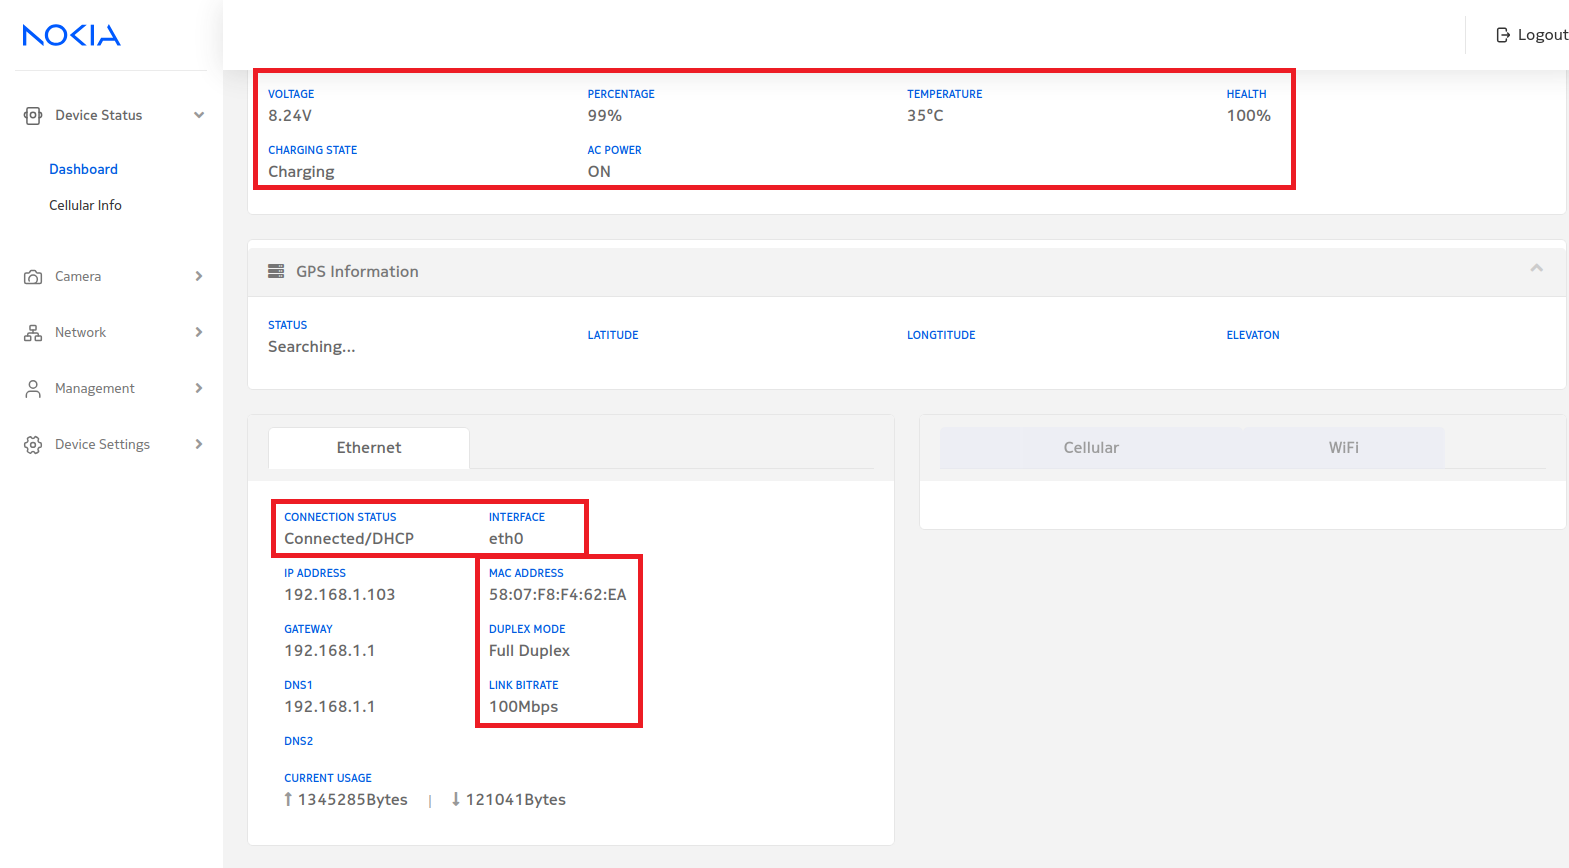 NOKIA
Logout
Device Status
Dashboard
Cellular Info
Camera
Network
Management
Device Settings
VOLTAGE PERCENTAGE TEMPERATURE HEALTH
8.24V 99% 35°C 100%
CHARGING STATE AC POWER
Charging ON
GPS Information
STATUS LATITUDE LONGTITUDE ELEVATON
Searching...
Ethernet
CONNECTION STATUS INTERFACE
Connected/DHCP eth0
IP ADDRESS MAC ADDRESS
192.168.1.103 58:07:F8:F4:62:EA
GATEWAY DUPLEX MODE
192.168.1.1 Full Duplex
DNS1 LINK BITRATE
192.168.1.1 100Mbps
DNS2
CURRENT USAGE
↑ 1345285Bytes | ↓ 121041Bytes
Cellular WiFi